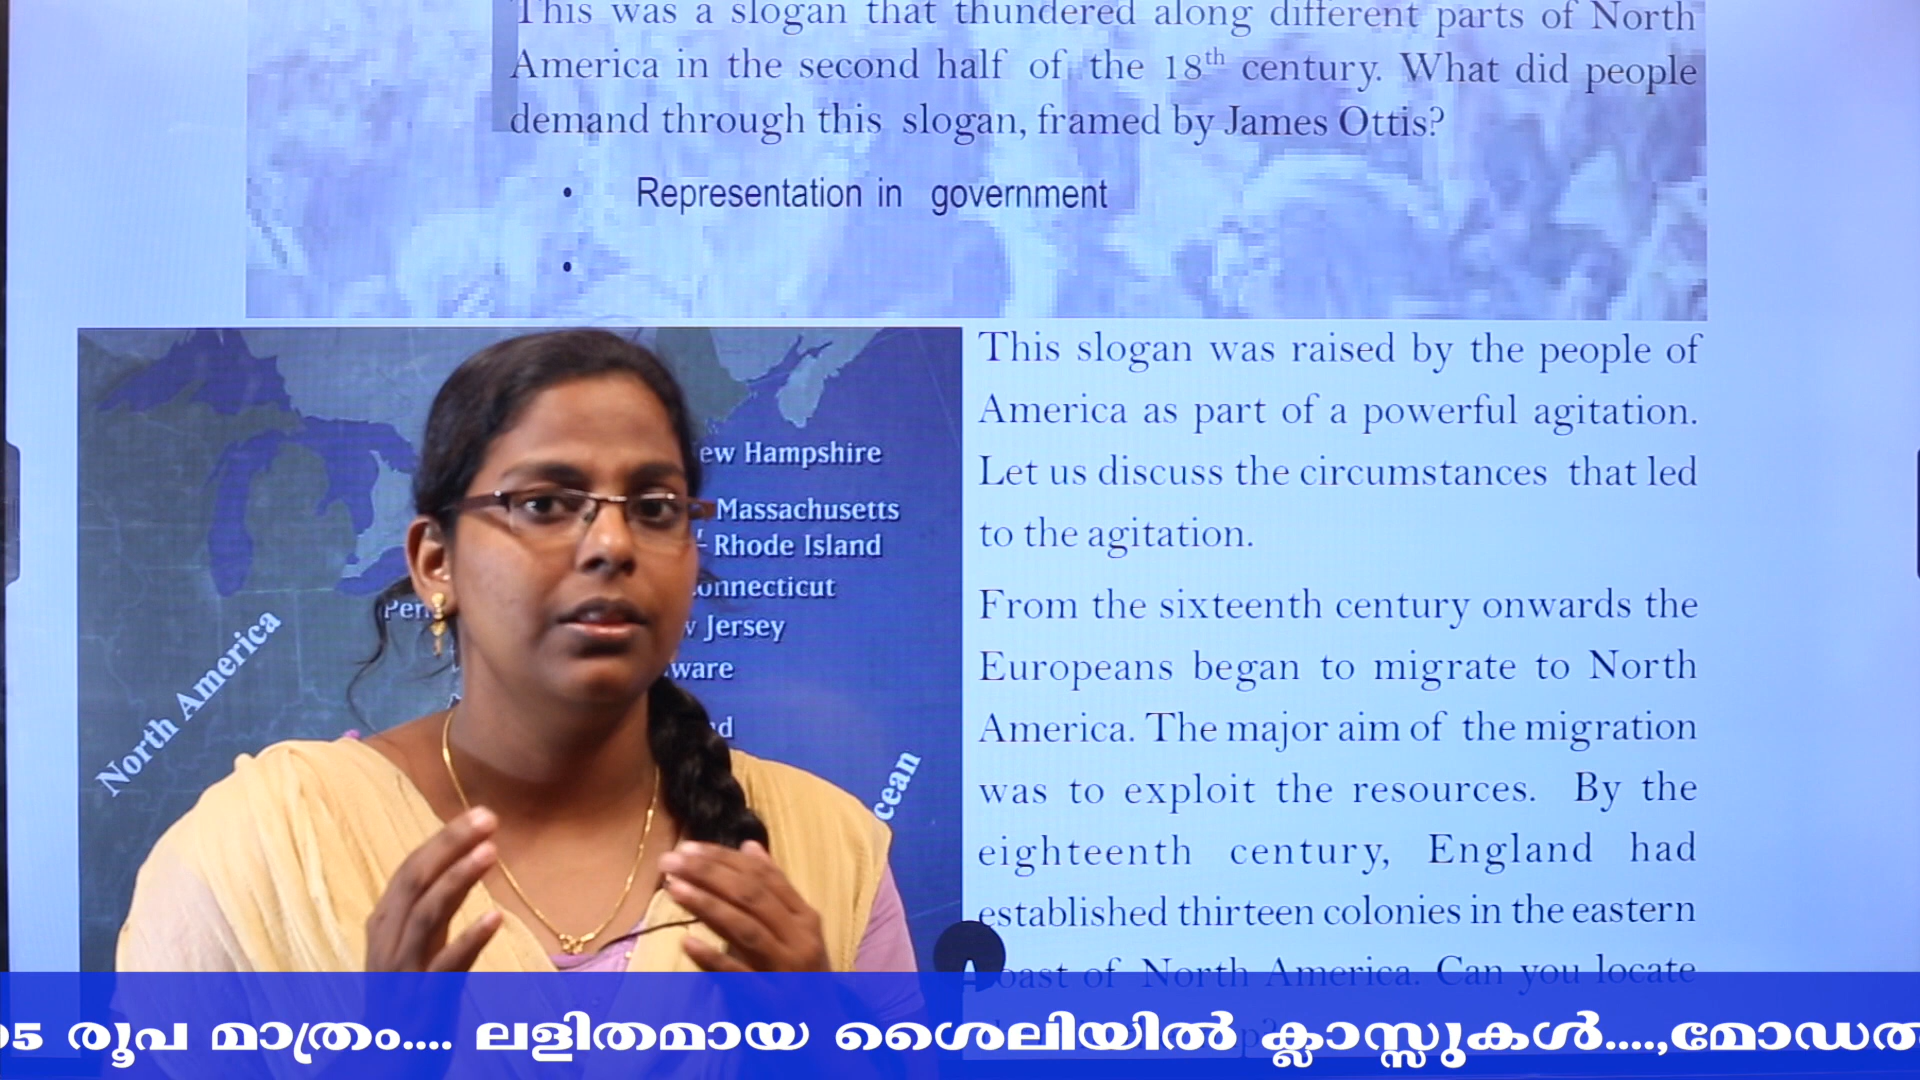 This was a slogan that thundered along different parts of North
America in the second half of the 18th century. What did people
demand through this slogan, framed by James Ottis?
• Representation in government
•
This slogan was raised by the people of
America as part of a powerful agitation.
Let us discuss the circumstances that led
to the agitation.
From the sixteenth century onwards the
Europeans began to migrate to North
America. The major aim of the migration
was to exploit the resources. By the
eighteenth century, England had
established thirteen colonies in the eastern
coast of North America. Can you locate
ew Hampshire
Massachusetts
Rhode Island
onnecticut
Jersey
ware
Pen
North America
cean
5 രൂപ മാത്രം.... ലളിതമായ ശൈലിയിൽ ക്ലാസ്സുകൾ....,മോഡ